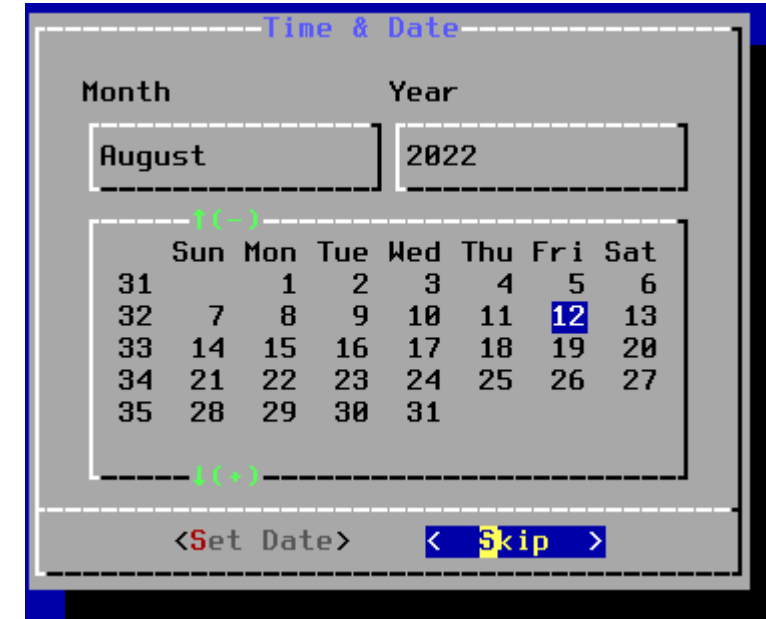 Time & Date
Month Year
August 2022
↑(-)
Sun Mon Tue Wed Thu Fri Sat
31 1 2 3 4 5 6
32 7 8 9 10 11 12 13
33 14 15 16 17 18 19 20
34 21 22 23 24 25 26 27
35 28 29 30 31
↓(+)
<Set Date> < Skip >